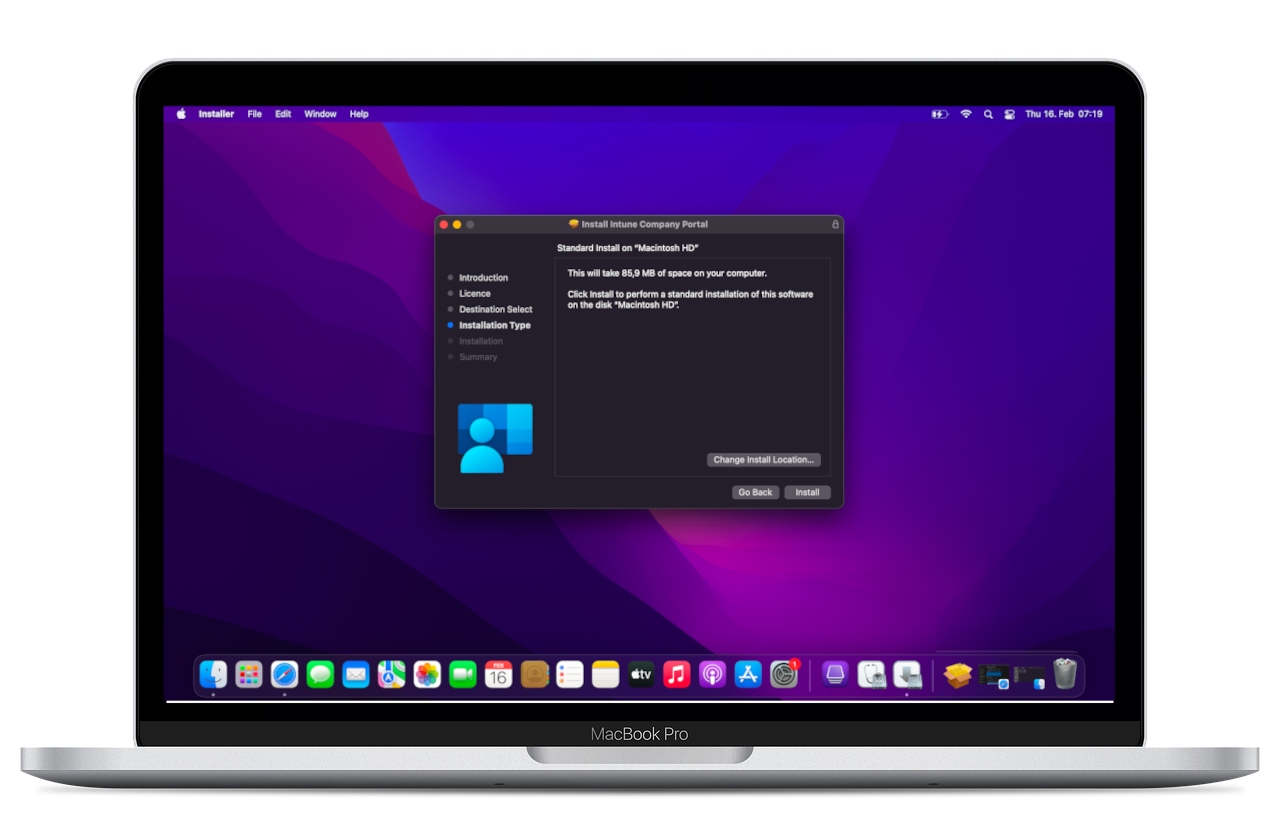 Installer File Edit Window Help Thu 16. Feb 07:19
Install Intune Company Portal
Standard Install on “Macintosh HD”
Introduction
Licence
Destination Select
Installation Type
Installation
Summary
This will take 85,9 MB of space on your computer.
Click Install to perform a standard installation of this software
on the disk “Macintosh HD”.
Change Install Location...
Go Back Install
FEB
16
tv
1
MacBook Pro